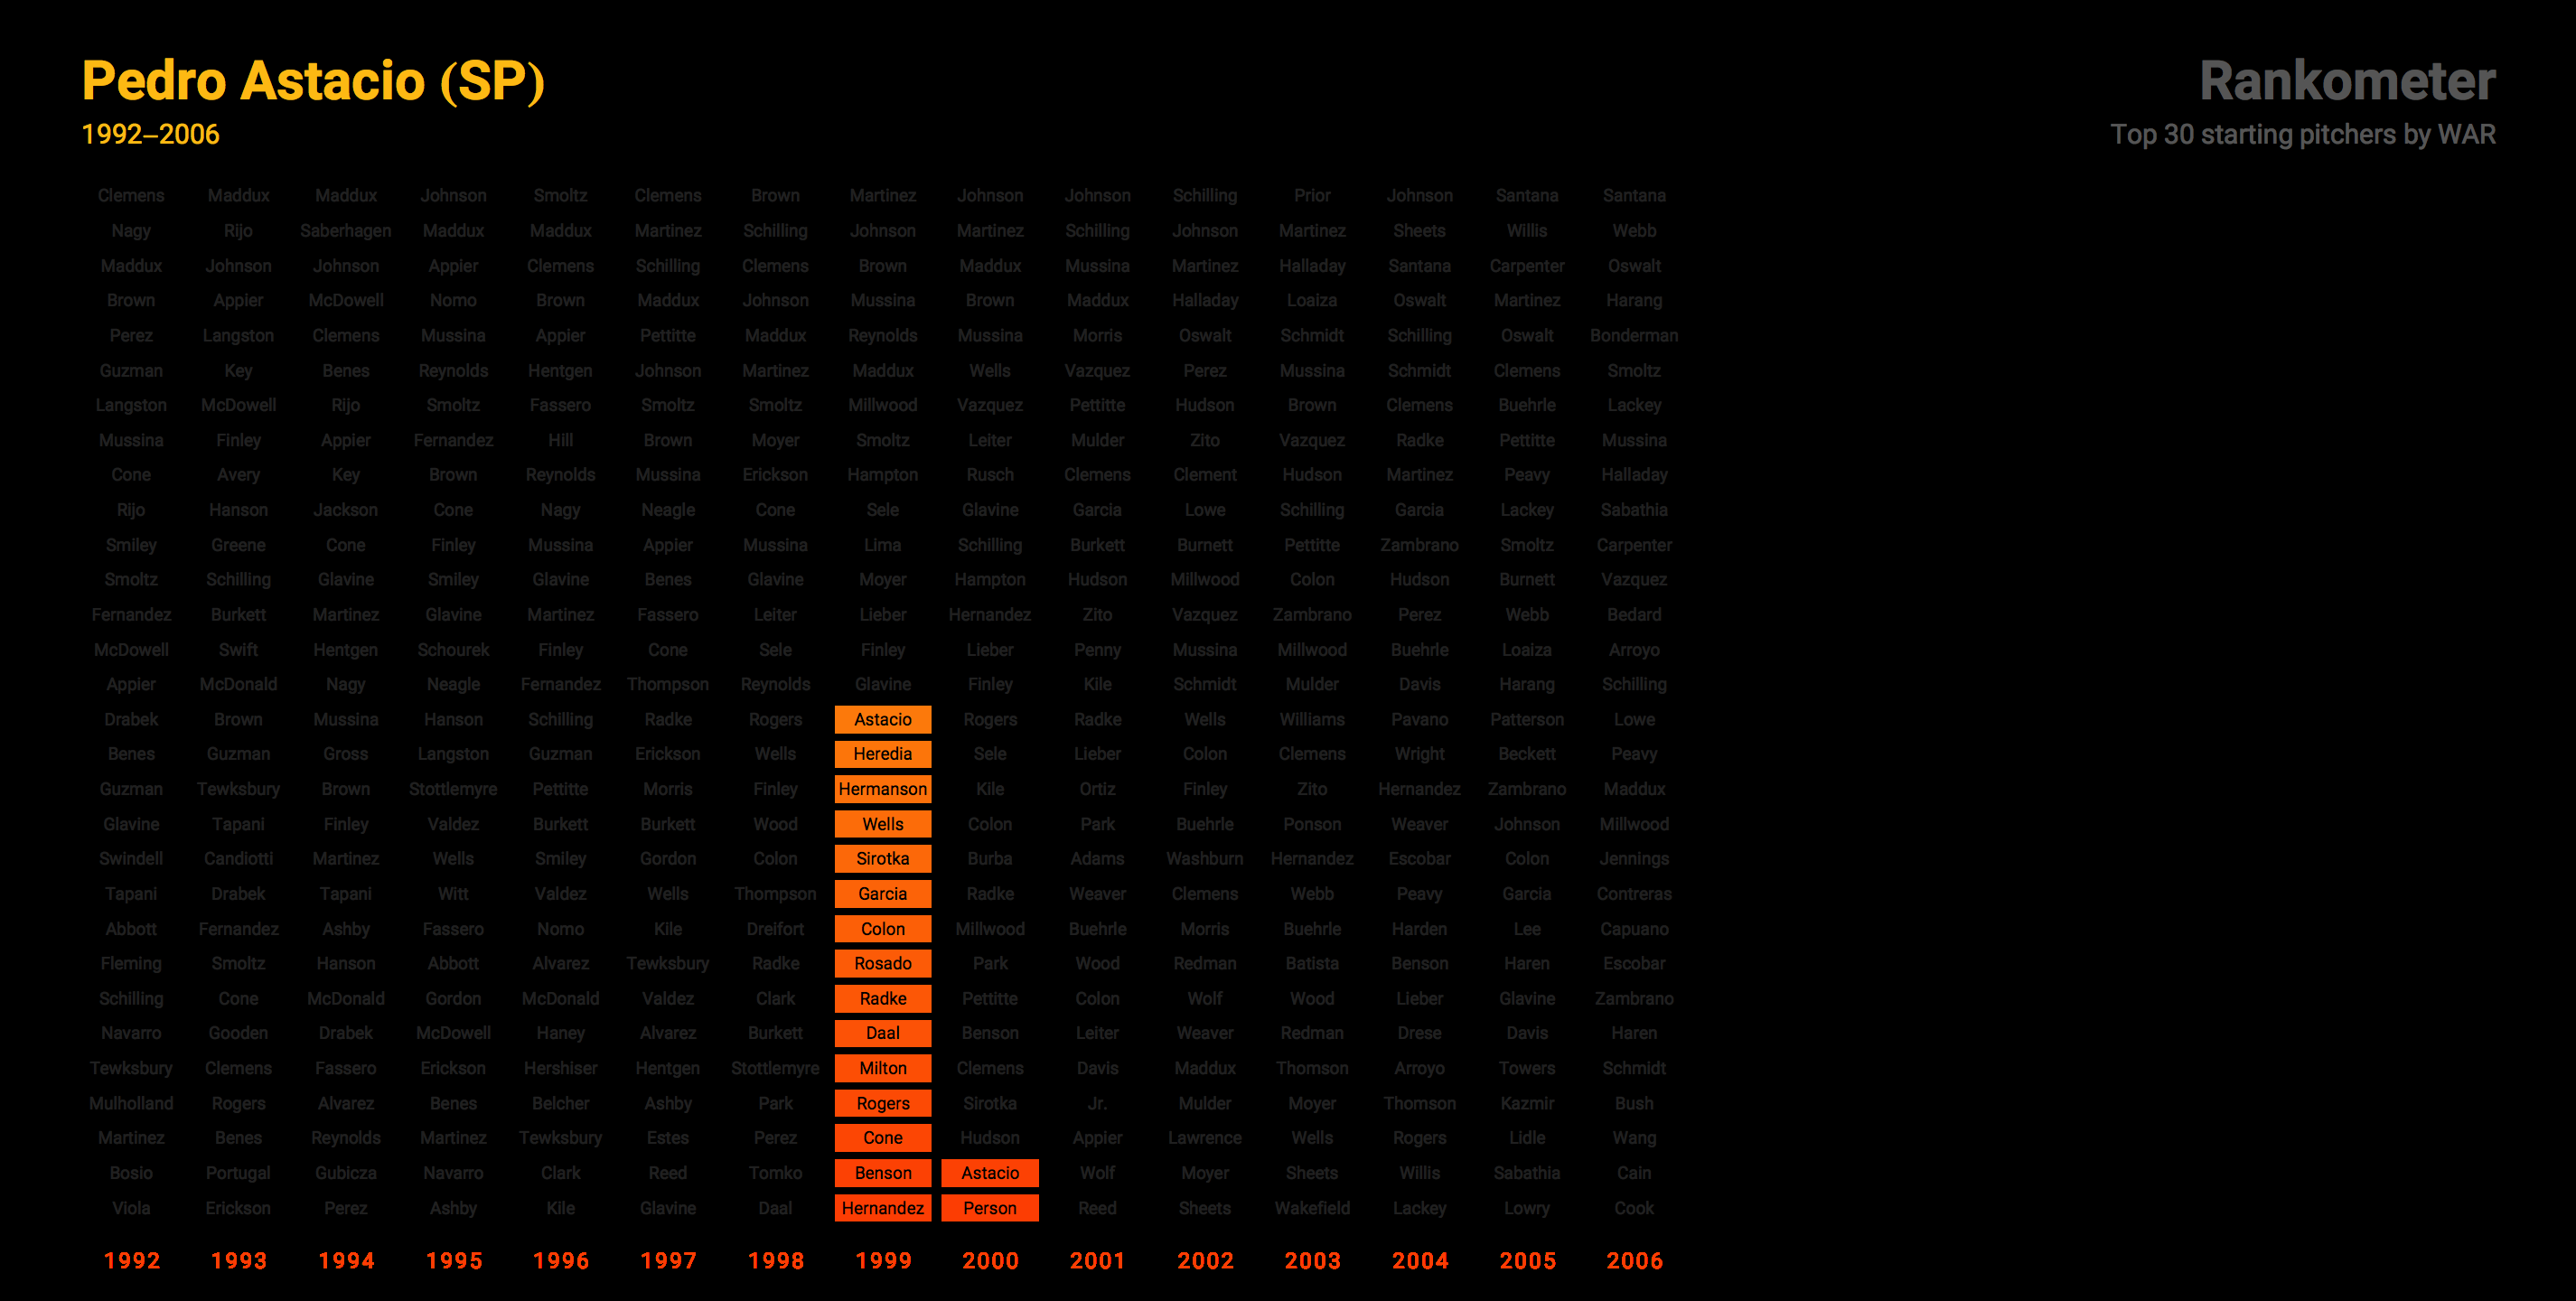 Pedro Astacio (SP)
1992–2006
Rankometer
Top 30 starting pitchers by WAR
Clemens Maddux Maddux Johnson Smoltz Clemens Brown Martinez Johnson Johnson Schilling Prior Johnson Santana Santana
Nagy Rijo Saberhagen Maddux Maddux Martinez Schilling Johnson Martinez Schilling Johnson Martinez Sheets Willis Webb
Maddux Johnson Johnson Appier Clemens Schilling Clemens Brown Maddux Mussina Martinez Halladay Santana Carpenter Oswalt
Brown Appier McDowell Nomo Brown Maddux Johnson Mussina Brown Maddux Halladay Loaiza Oswalt Martinez Harang
Perez Langston Clemens Mussina Appier Pettitte Maddux Reynolds Mussina Morris Oswalt Schmidt Schilling Oswalt Bonderman
Guzman Key Benes Reynolds Hentgen Johnson Martinez Maddux Wells Vazquez Perez Mussina Schmidt Clemens Smoltz
Langston McDowell Rijo Smoltz Fassero Smoltz Smoltz Millwood Vazquez Pettitte Hudson Brown Clemens Buehrle Lackey
Mussina Finley Appier Fernandez Hill Brown Moyer Smoltz Leiter Mulder Zito Vazquez Radke Pettitte Mussina
Cone Avery Key Brown Reynolds Mussina Erickson Hampton Rusch Clemens Clement Hudson Martinez Peavy Halladay
Rijo Hanson Jackson Cone Nagy Neagle Cone Sele Glavine Garcia Lowe Schilling Garcia Lackey Sabathia
Smiley Greene Cone Finley Mussina Appier Mussina Lima Schilling Burkett Burnett Pettitte Zambrano Smoltz Carpenter
Smoltz Schilling Glavine Smiley Glavine Benes Glavine Moyer Hampton Hudson Millwood Colon Hudson Burnett Vazquez
Fernandez Burkett Martinez Glavine Martinez Fassero Leiter Lieber Hernandez Zito Vazquez Zambrano Perez Webb Bedard
McDowell Swift Hentgen Schourek Finley Cone Sele Finley Lieber Penny Mussina Millwood Buehrle Loaiza Arroyo
Appier McDonald Nagy Neagle Fernandez Thompson Reynolds Glavine Finley Kile Schmidt Mulder Davis Harang Schilling
Drabek Brown Mussina Hanson Schilling Radke Rogers Astacio Rogers Radke Wells Williams Pavano Patterson Lowe
Benes Guzman Gross Langston Guzman Erickson Wells Heredia Sele Lieber Colon Clemens Wright Beckett Peavy
Guzman Tewksbury Brown Stottlemyre Pettitte Morris Finley Hermanson Kile Ortiz Finley Zito Hernandez Zambrano Maddux
Glavine Tapani Finley Valdez Burkett Burkett Wood Wells Colon Park Buehrle Ponson Weaver Johnson Millwood
Swindell Candiotti Martinez Wells Smiley Gordon Colon Sirotka Burba Adams Washburn Hernandez Escobar Colon Jennings
Tapani Drabek Tapani Witt Valdez Wells Thompson Garcia Radke Weaver Clemens Webb Peavy Garcia Contreras
Abbott Fernandez Ashby Fassero Nomo Kile Dreifort Colon Millwood Buehrle Morris Buehrle Harden Lee Capuano
Fleming Smoltz Hanson Abbott Alvarez Tewksbury Radke Rosado Park Wood Redman Batista Benson Haren Escobar
Schilling Cone McDonald Gordon McDonald Valdez Clark Radke Pettitte Colon Wolf Wood Lieber Glavine Zambrano
Navarro Gooden Drabek McDowell Haney Alvarez Burkett Daal Benson Leiter Weaver Redman Drese Davis Haren
Tewksbury Clemens Fassero Erickson Hershiser Hentgen Stottlemyre Milton Clemens Davis Maddux Thomson Arroyo Towers Schmidt
Mulholland Rogers Alvarez Benes Belcher Ashby Park Rogers Sirotka Jr. Mulder Moyer Thomson Kazmir Bush
Martinez Benes Reynolds Martinez Tewksbury Estes Perez Cone Hudson Appier Lawrence Wells Rogers Lidle Wang
Bosio Portugal Gubicza Navarro Clark Reed Tomko Benson Astacio Wolf Moyer Sheets Willis Sabathia Cain
Viola Erickson Perez Ashby Kile Glavine Daal Hernandez Person Reed Sheets Wakefield Lackey Lowry Cook
1992 1993 1994 1995 1996 1997 1998 1999 2000 2001 2002 2003 2004 2005 2006